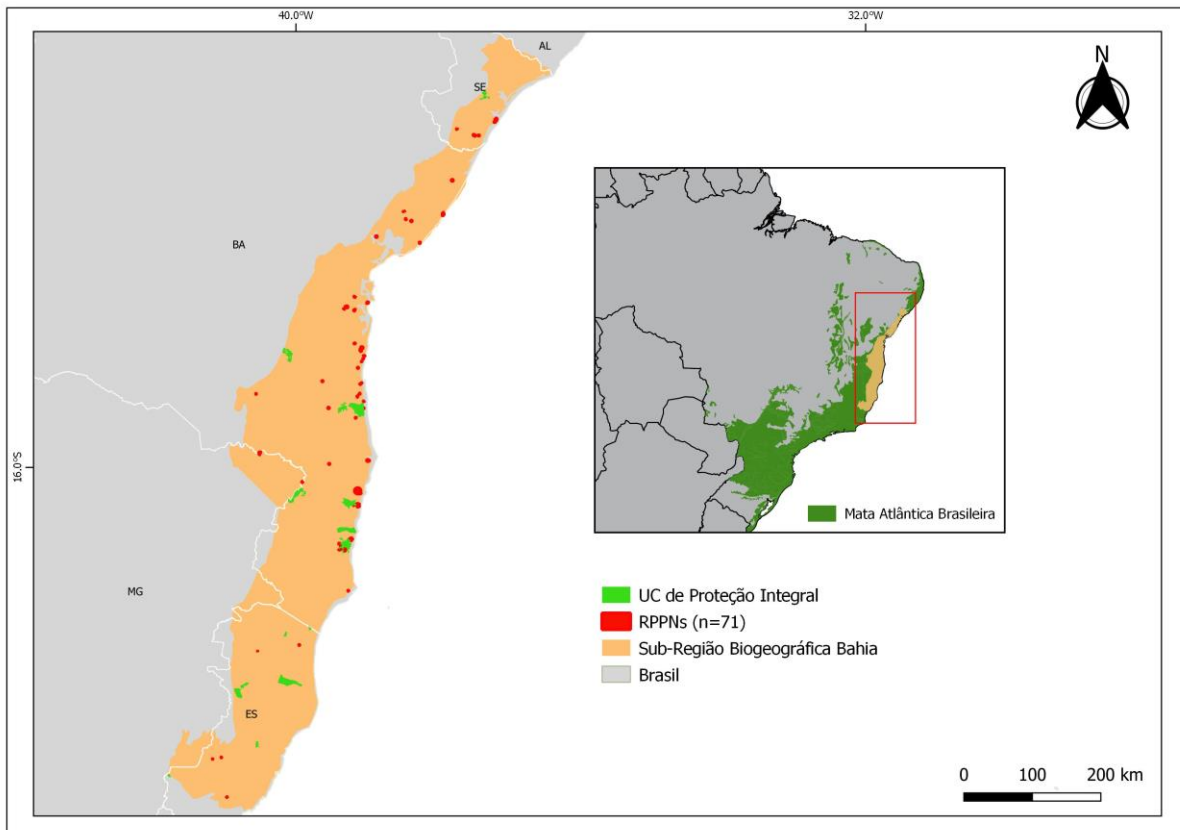 40.0°W
32.0°W
AL
N
SE
BA
16.0°S
Mata Atlântica Brasileira
MG
UC de Proteção Integral
RPPNs (n=71)
Sub-Região Biogeográfica Bahia
Brasil
ES
0 100 200 km